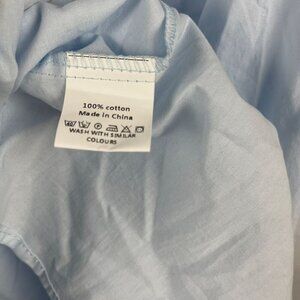 100% cotton
Made in China
WASH WITH SIMILAR
COLOURS